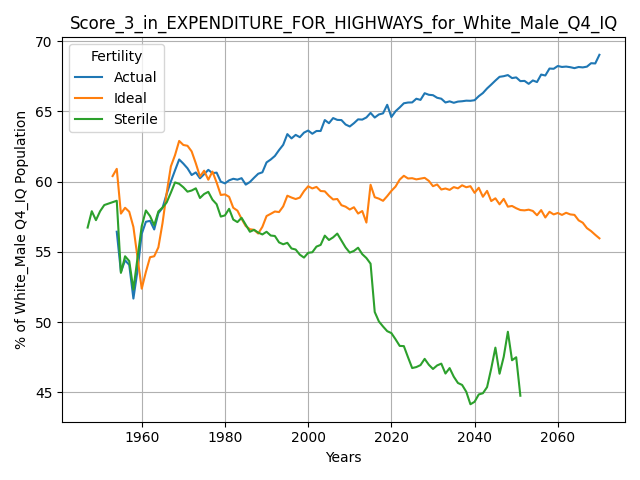 Score_3_in_EXPENDITURE_FOR_HIGHWAYS_for_White_Male_Q4_IQ
Fertility
Actual
Ideal
Sterile
% of White_Male Q4_IQ Population
70
65
60
55
50
45
1960
1980
2000
2020
2040
2060
Years